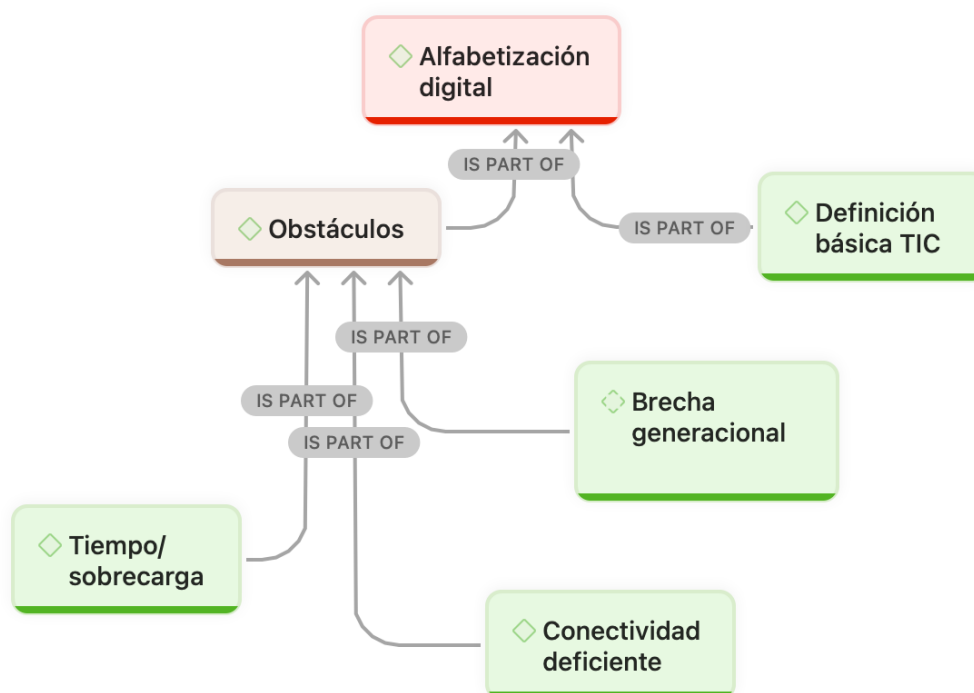 Alfabetización
digital
IS PART OF
Obstáculos
IS PART OF
Definición
básica TIC
IS PART OF
IS PART OF
IS PART OF
Brecha
generacional
Tiempo/
sobrecarga
Conectividad
deficiente